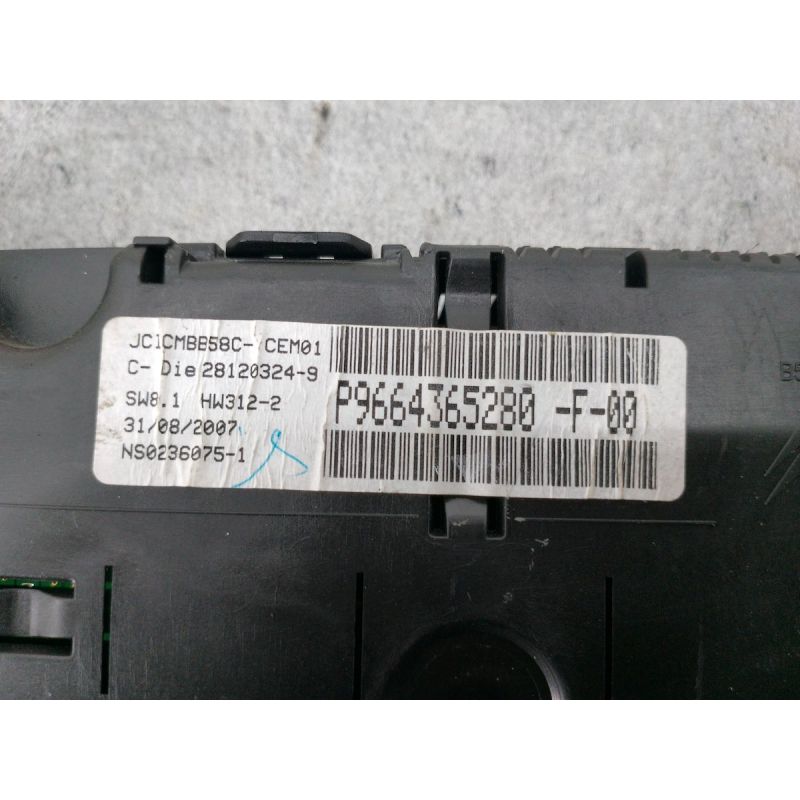 JC1CMBB58C- CEM01
C- Die 28120324-9
SW8.1 HW312-2
31/08/2007
NS0236075-1
P9664365280 -F-00